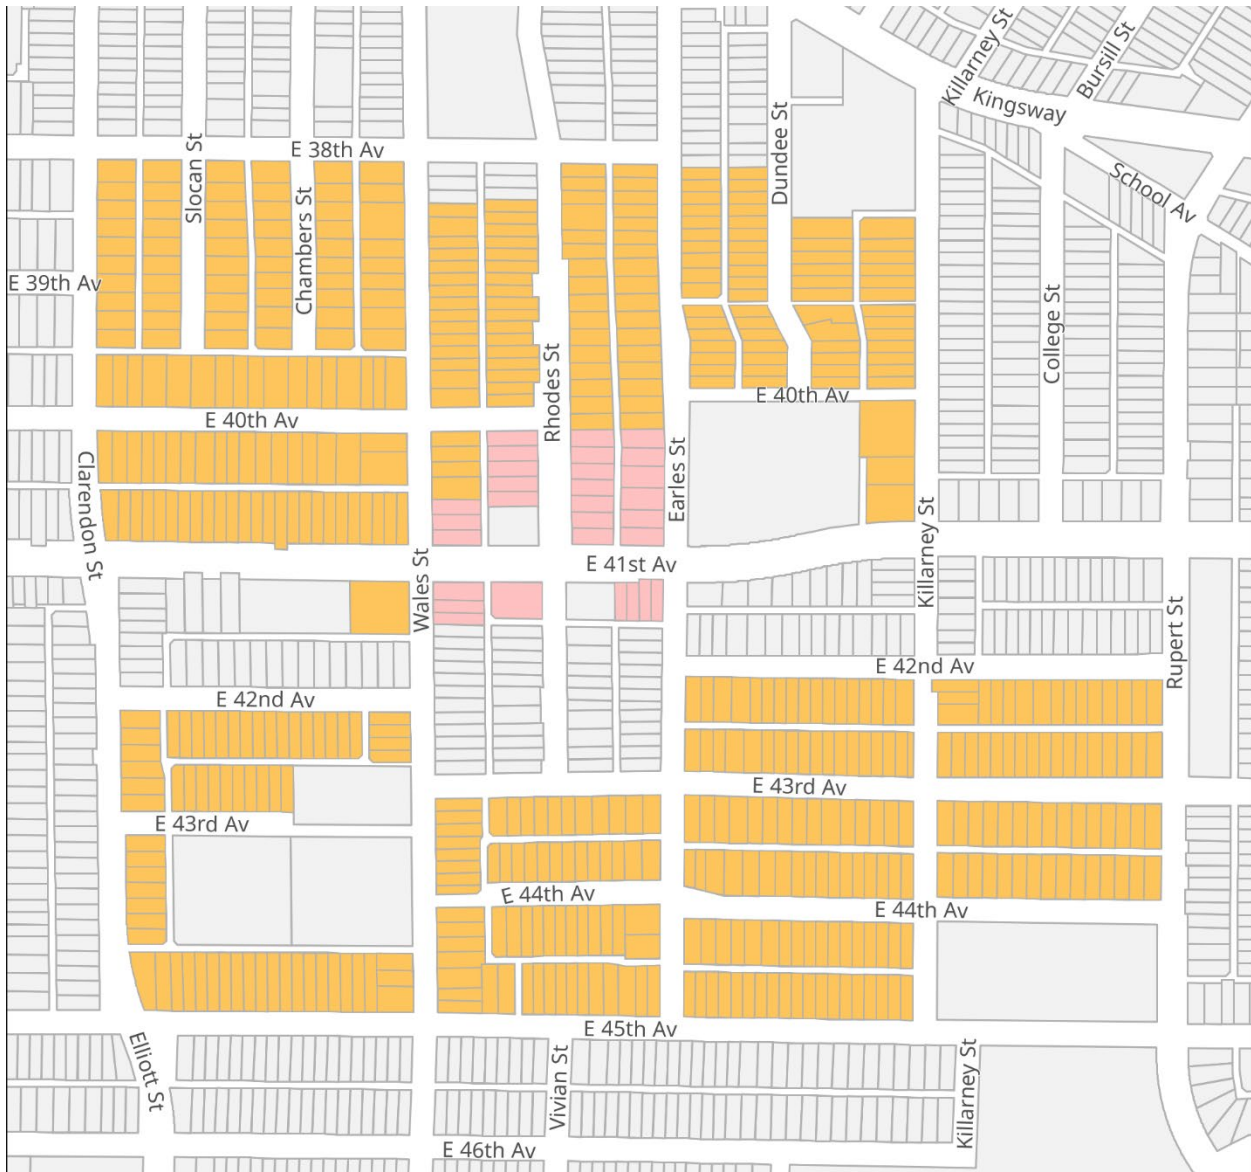 Killarney St
Bursill St
Kingsway
Dundee St
Slocan St
E 38th Av
School Av
Chambers St
E 39th Av
College St
Rhodes St
E 40th Av
E 40th Av
Earles St
Clarendon St
Killarney St
E 41st Av
Wales St
Rupert St
E 42nd Av
E 42nd Av
E 43rd Av
E 43rd Av
E 44th Av
E 44th Av
E 45th Av
Elliott St
Vivian St
Killarney St
E 46th Av